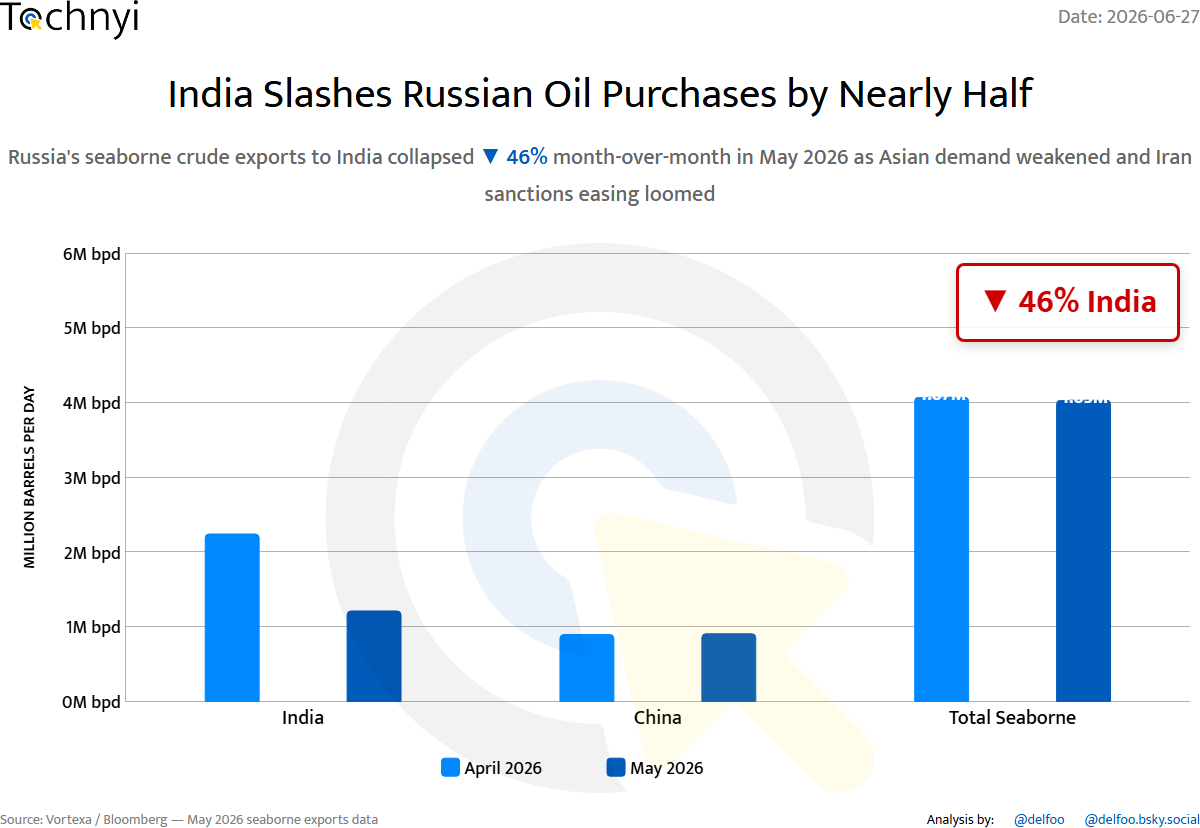 Technyi
Date: 2026-06-27
India Slashes Russian Oil Purchases by Nearly Half
Russia's seaborne crude exports to India collapsed ▼ 46% month-over-month in May 2026 as Asian demand weakened and Iran
sanctions easing loomed
6M bpd
▼ 46% India
5M bpd
4M bpd
3M bpd
2M bpd
1M bpd
0M bpd
MILLION BARRELS PER DAY
India
China
Total Seaborne
April 2026
May 2026
Source: Vortexa / Bloomberg — May 2026 seaborne exports data
Analysis by: @delfoo @delfoo.bsky.social